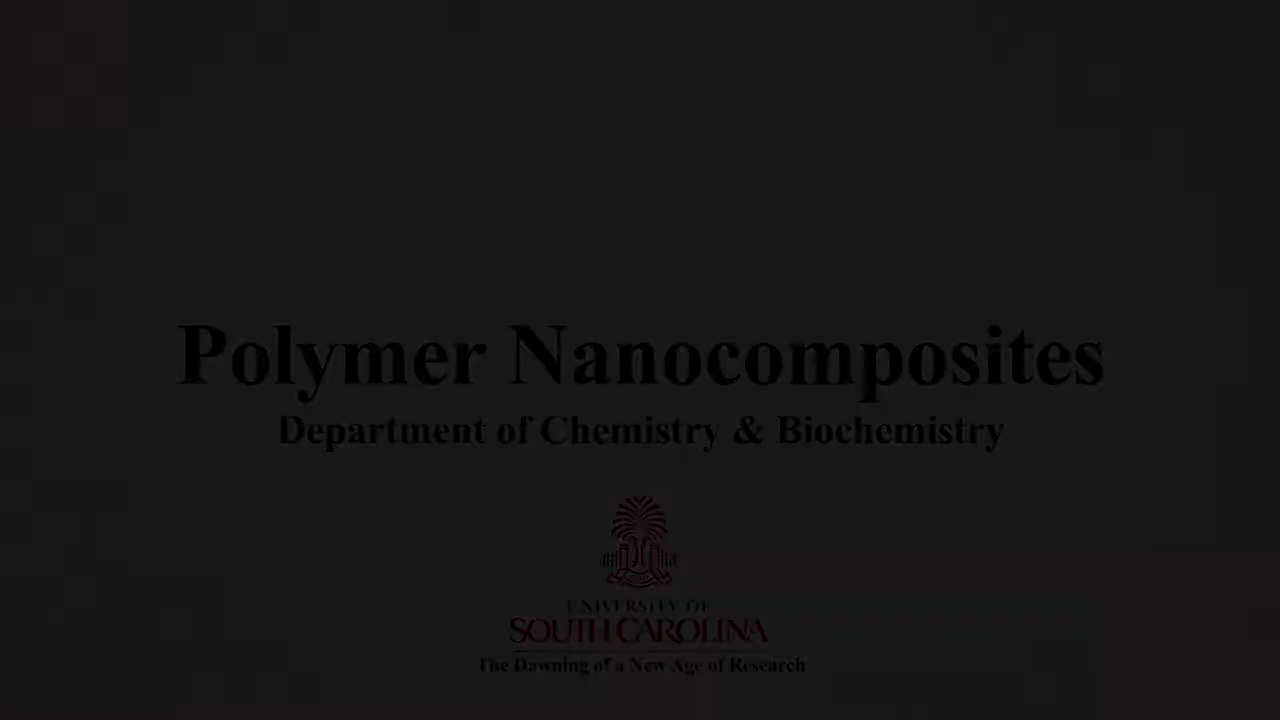 Polymer Nanocomposites
Department of Chemistry & Biochemistry
UNIVERSITY OF
SOUTH CAROLINA
The Dawning of a New Age of Research